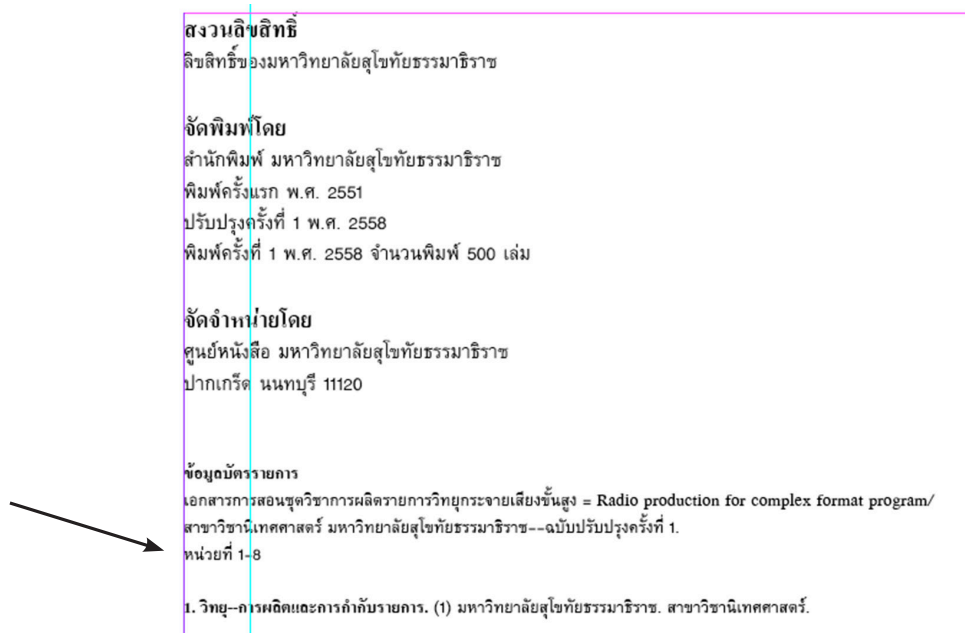 สงวนลิขสิทธิ์
ลิขสิทธิ์ของมหาวิทยาลัยสุโขทัยธรรมาธิราช
จัดพิมพ์โดย
สำนักพิมพ์ มหาวิทยาลัยสุโขทัยธรรมาธิราช
พิมพ์ครั้งแรก พ.ศ. 2551
ปรับปรุงครั้งที่ 1 พ.ศ. 2558
พิมพ์ครั้งที่ 1 พ.ศ. 2558 จำนวนพิมพ์ 500 เล่ม
จัดจำหน่ายโดย
ศูนย์หนังสือ มหาวิทยาลัยสุโขทัยธรรมาธิราช
ปากเกร็ด นนทบุรี 11120
ข้อมูลบัตรรายการ
เอกสารการสอนชุดวิชาการผลิตรายการวิทยุกระจายเสียงขั้นสูง = Radio production for complex format program/
สาขาวิชานิเทศศาสตร์ มหาวิทยาลัยสุโขทัยธรรมาธิราช--ฉบับปรับปรุงครั้งที่ 1.
หน่วยที่ 1-8
1. วิทยุ--การผลิตและการกำกับรายการ. (1) มหาวิทยาลัยสุโขทัยธรรมาธิราช. สาขาวิชานิเทศศาสตร์.